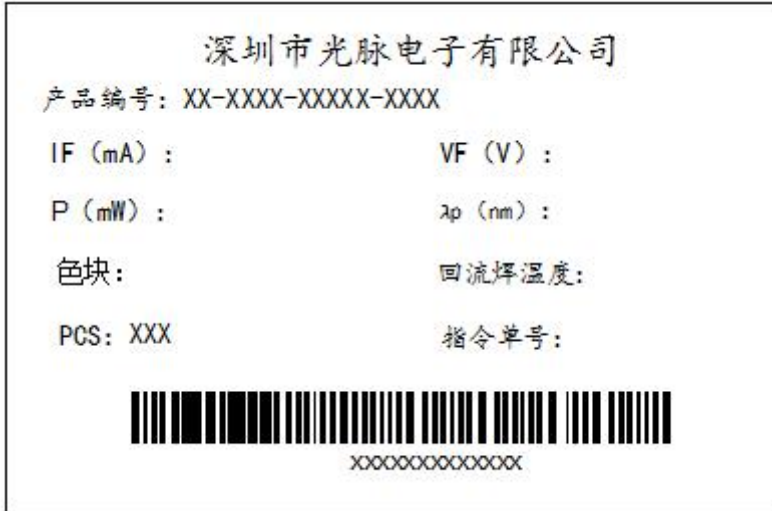 深圳市光脉电子有限公司
产品编号：XX-XXXX-XXXXX-XXXX
IF（mA）： VF（V）：
P（mW）： λp（nm）：
色块： 回流焊温度：
PCS：XXX 指令单号：
XXXXXXXXXXXXX